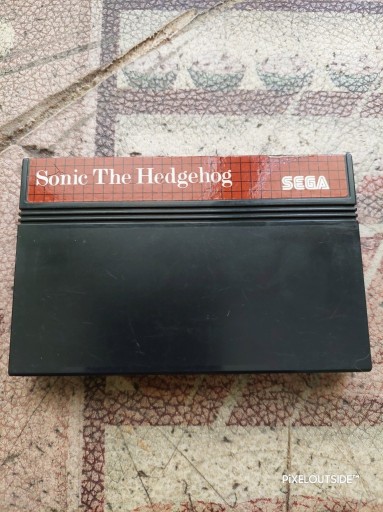 Sonic The Hedgehog
SEGA
PiXELOUTSIDE™